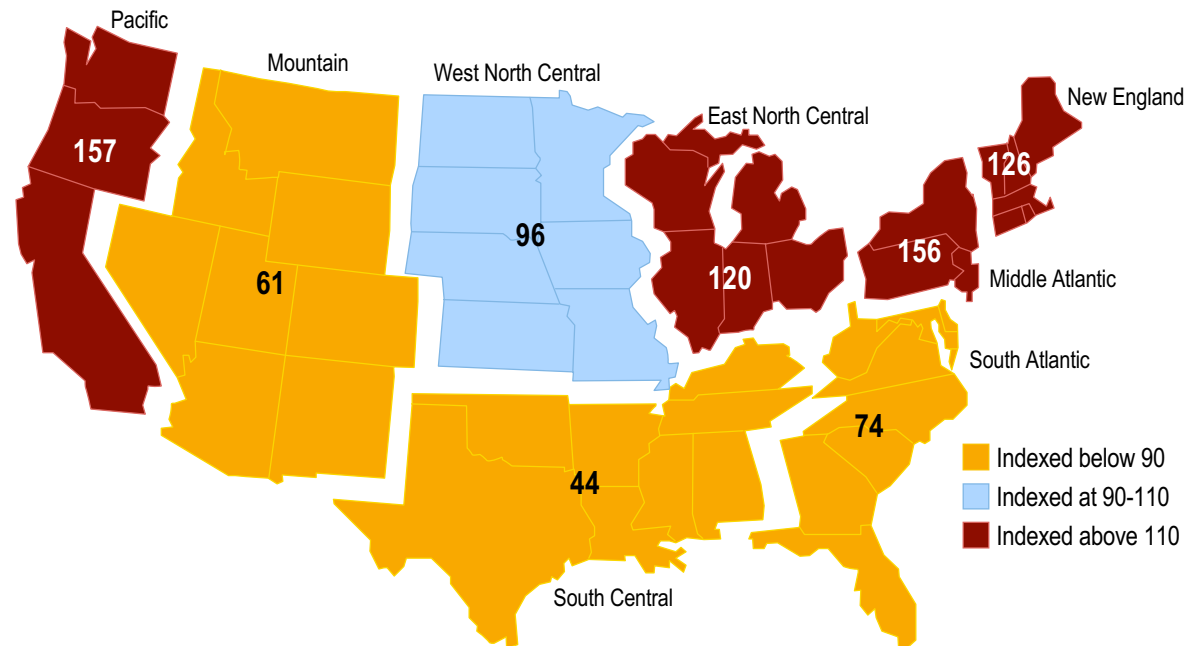 Pacific
Mountain
West North Central
East North Central
New England
157
126
96
156
61
120
Middle Atlantic
South Atlantic
74
44
South Central
Indexed below 90
Indexed at 90-110
Indexed above 110